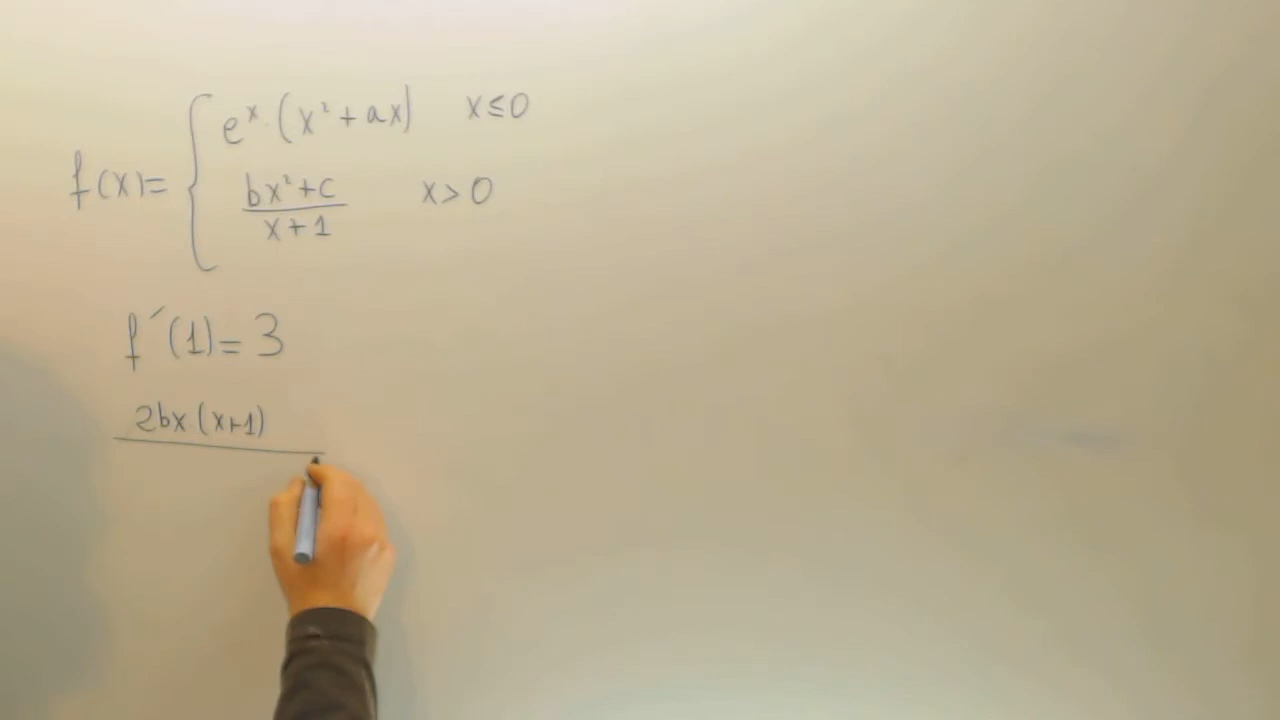 f(x)= { e^x · (x² + ax) x ≤ 0
bx² + c / x + 1 x > 0
f´(1) = 3
2bx (x+1)